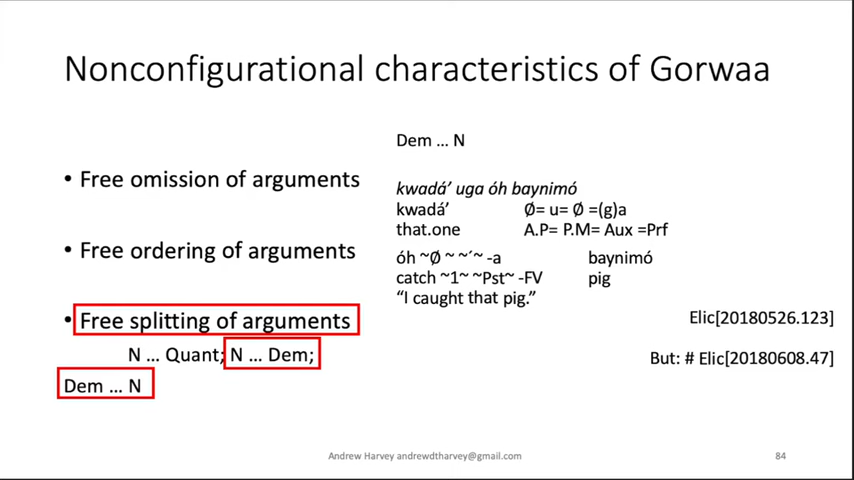 Nonconfigurational characteristics of Gorwaa
• Free omission of arguments
• Free ordering of arguments
• Free splitting of arguments
N … Quant; N … Dem;
Dem … N
Dem … N
kwadá’ uga óh baynimó
kwadá’ Ø= u= Ø =(g)a
that.one A.P= P.M= Aux =Prf
óh ~Ø ~ ~´~ -a baynimó
catch ~1~ ~Pst~ -FV pig
“I caught that pig.”
Elic[20180526.123]
But: # Elic[20180608.47]
Andrew Harvey andrewdtharvey@gmail.com
84